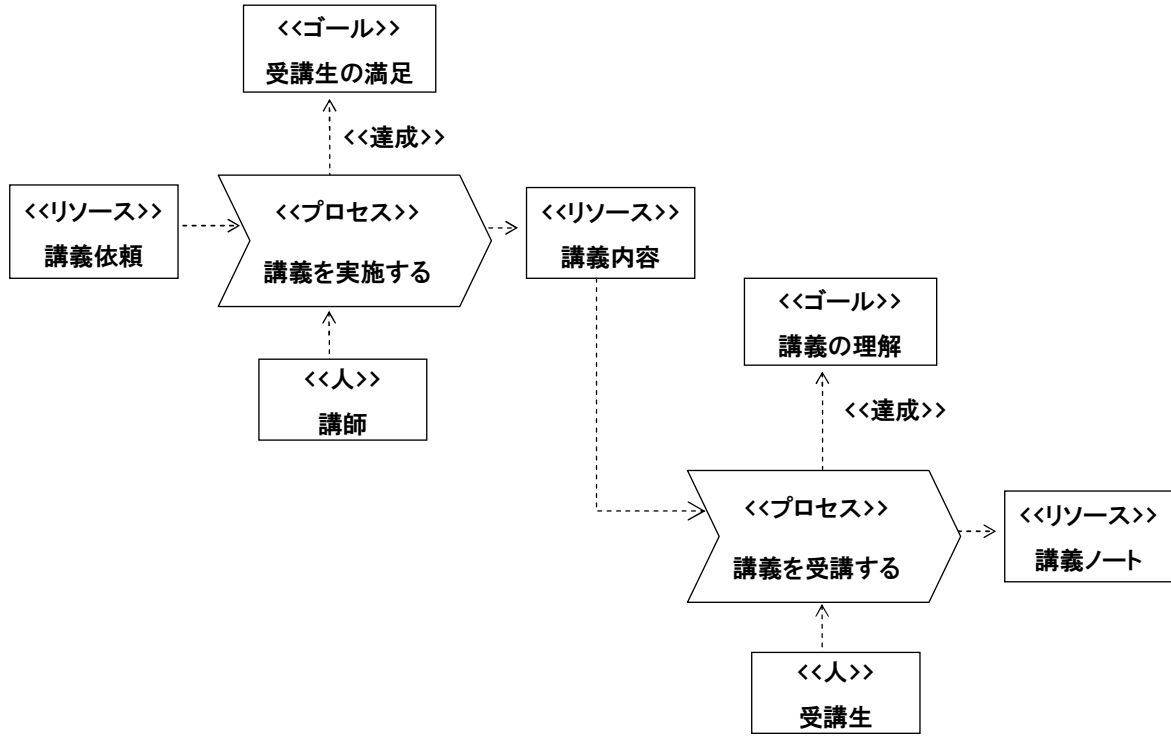 <<ゴール>>
受講生の満足
<<達成>>
<<リソース>>
講義依頼
<<プロセス>>
講義を実施する
<<リソース>>
講義内容
<<人>>
講師
<<ゴール>>
講義の理解
<<達成>>
<<プロセス>>
講義を受講する
<<リソース>>
講義ノート
<<人>>
受講生